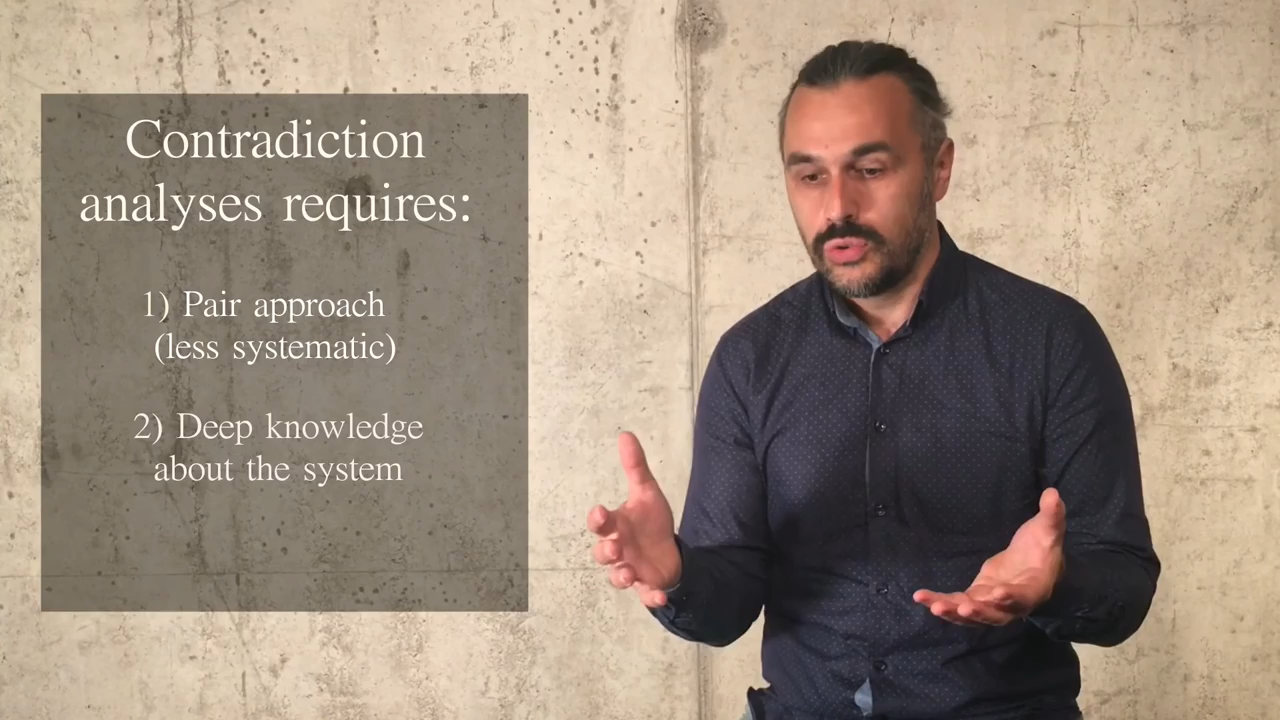 Contradiction
analyses requires:
1) Pair approach
(less systematic)
2) Deep knowledge
about the system